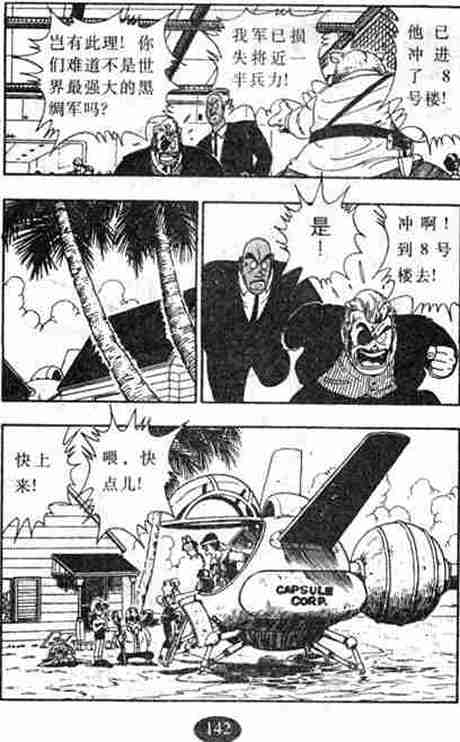 他已
冲进
了8
号楼!
我军已损
失将近一
半兵力!
岂有此理! 你
们难道不是世
界最强大的黑
绸军吗?
冲啊!
到8号
楼去!
是!
喂,快
点儿!
快上
来!
CAPSULE
CORP.
142